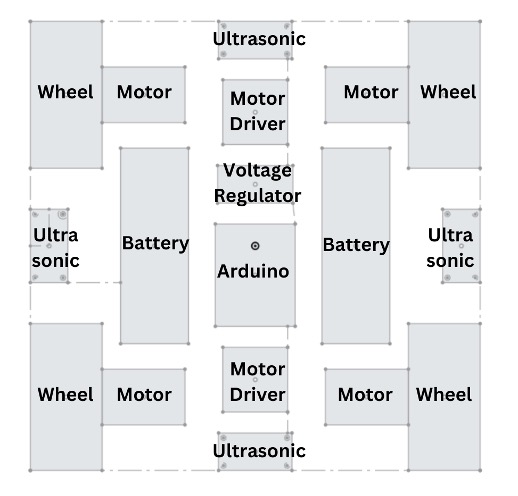 Ultrasonic
Wheel
Motor
Motor
Driver
Motor
Wheel
Voltage
Regulator
Ultra
sonic
Battery
Arduino
Battery
Ultra
sonic
Wheel
Motor
Motor
Driver
Motor
Wheel
Ultrasonic